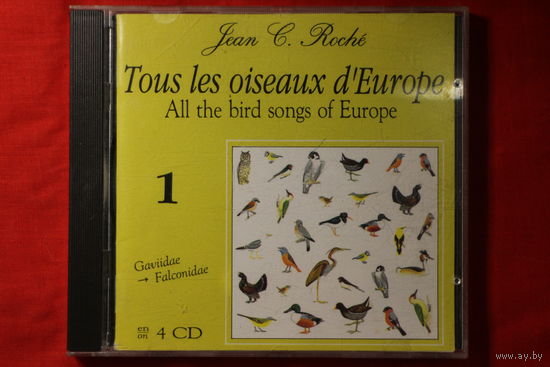 Jean C. Roché
Tous les oiseaux d'Europe
All the bird songs of Europe
1
Gaviidae
→ Falconidae
en
on 4 CD
www.ay.by